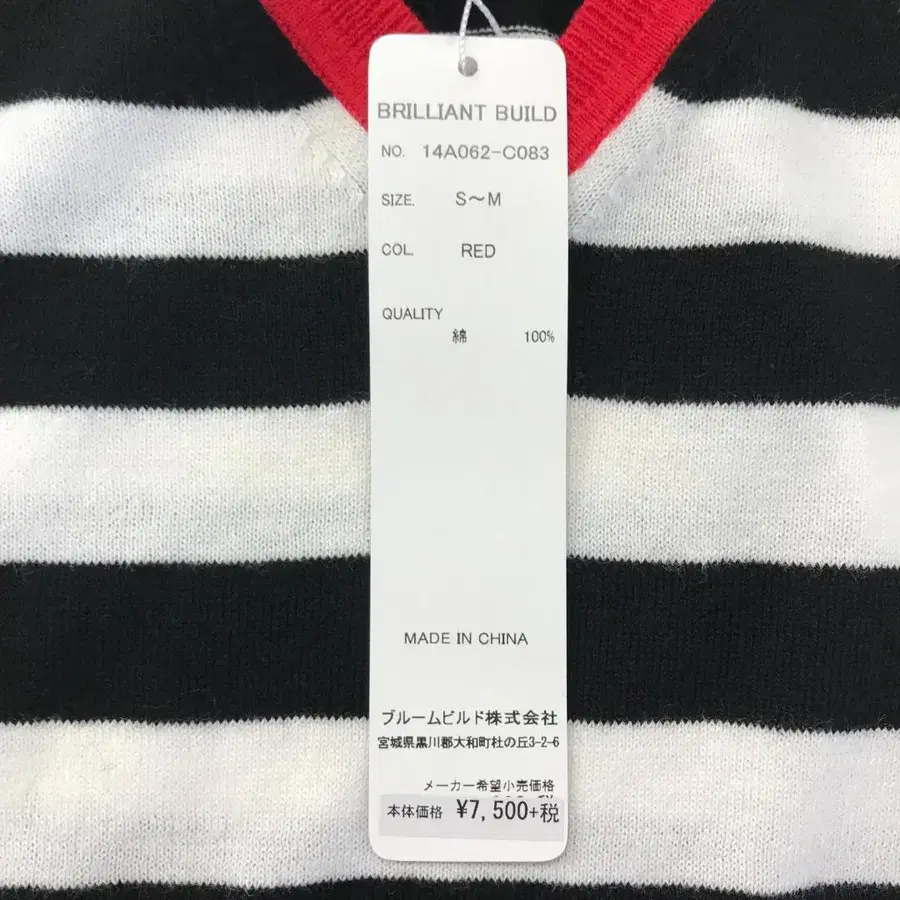 BRILLIANT BUILD
NO. 14A062-C083
SIZE. S～M
COL. RED
QUALITY
綿 100%
MADE IN CHINA
ブルームビルド株式会社
宮城県黒川郡大和町杜の丘3-2-6
メーカー希望小売価格
本体価格 ¥7,500+税